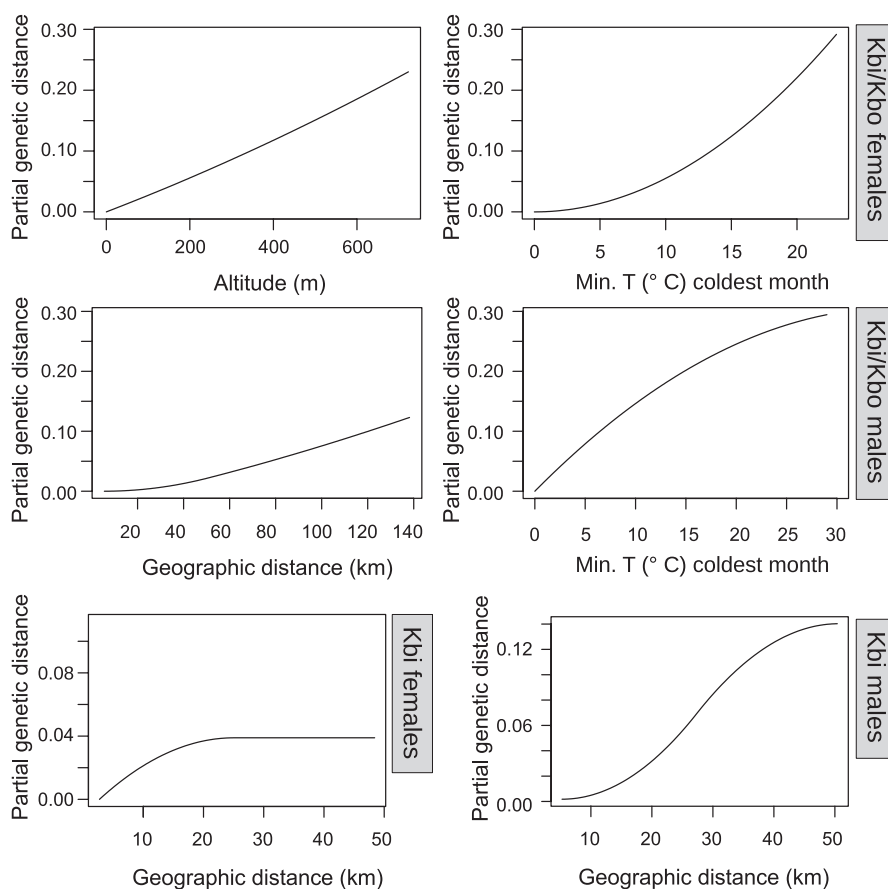 Partial genetic distance
0.30
0.20
0.10
0.00
0 200 400 600
Altitude (m)
Partial genetic distance
0.30
0.20
0.10
0.00
0 5 10 15 20
Min. T (° C) coldest month
Kbi/Kbo females
Partial genetic distance
0.30
0.20
0.10
0.00
20 40 60 80 100 120 140
Geographic distance (km)
Partial genetic distance
0.30
0.20
0.10
0.00
0 5 10 15 20 25 30
Min. T (° C) coldest month
Kbi/Kbo males
Partial genetic distance
0.08
0.04
0.00
10 20 30 40 50
Geographic distance (km)
Kbi females
Partial genetic distance
0.12
0.06
0.00
10 20 30 40 50
Geographic distance (km)
Kbi males